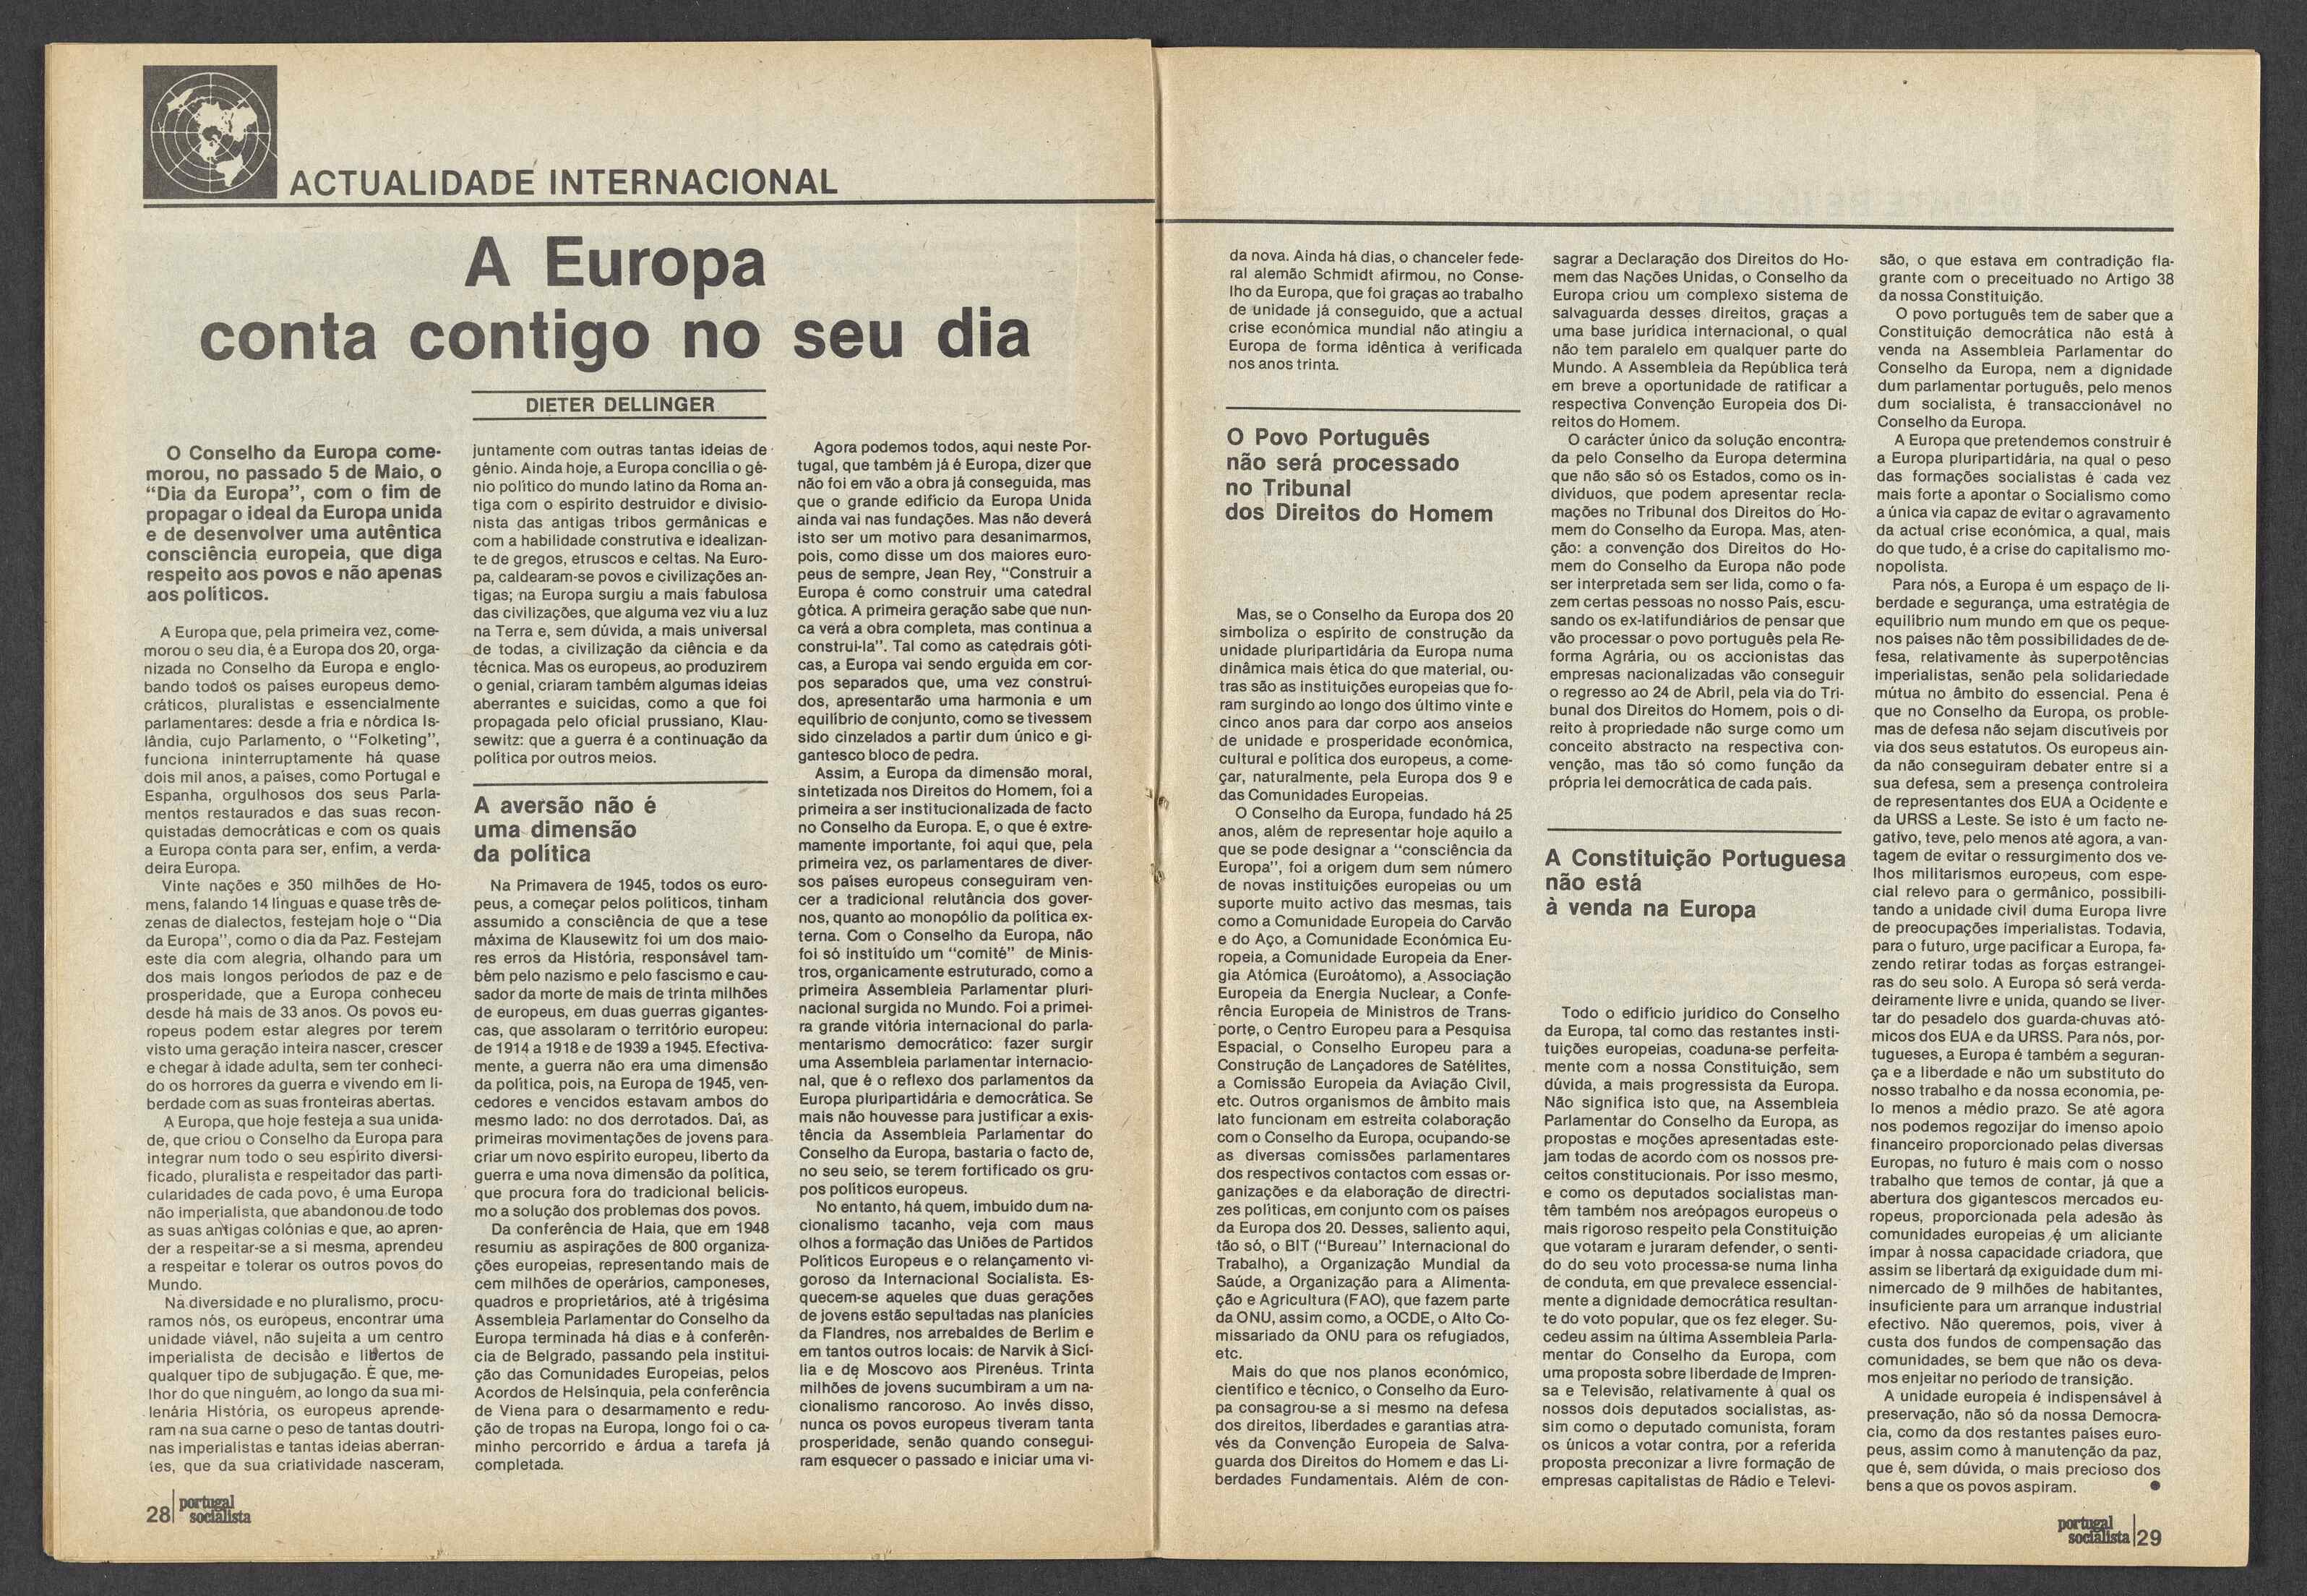 ACTUALIDADE INTERNACIONAL
A Europa
conta contigo no seu dia
DIETER DELLINGER
O Conselho da Europa come-
morou, no passado 5 de Maio, o
"Dia da Europa", com o fim de
propagar o ideal da Europa unida
e de desenvolver uma autêntica
consciência europeia, que diga
respeito aos povos e não apenas
aos políticos.
A Europa que, pela primeira vez, come-
morou o seu dia, é a Europa dos 20, orga-
nizada no Conselho da Europa e englo-
bando todos os países europeus demo-
cráticos, pluralistas e essencialmente
parlamentares: desde a fria e nórdica Is-
lândia, cujo Parlamento, o "Folketing",
funciona ininterruptamente há quase
dois mil anos, a países, como Portugal e
Espanha, orgulhosos dos seus Parla-
mentos restaurados e das suas recon-
quistadas democráticas e com os quais
a Europa conta para ser, enfim, a verda-
deira Europa.
Vinte nações e 350 milhões de Ho-
mens, falando 14 línguas e quase três de-
zenas de dialectos, festejam hoje o "Dia
da Europa", como o dia da Paz. Festejam
este dia com alegria, olhando para um
dos mais longos períodos de paz e de
prosperidade, que a Europa conheceu
desde há mais de 33 anos. Os povos eu-
ropeus podem estar alegres por terem
visto uma geração inteira nascer, crescer
e chegar à idade adulta, sem ter conheci-
do os horrores da guerra e vivendo em li-
berdade com as suas fronteiras abertas.
A Europa, que hoje festeja a sua unida-
de, que criou o Conselho da Europa para
integrar num todo o seu espírito diversi-
ficado, pluralista e respeitador das parti-
cularidades de cada povo, é uma Europa
não imperialista, que abandonou de todo
as suas antigas colónias e que, ao apren-
der a respeitar-se a si mesma, aprendeu
a respeitar e tolerar os outros povos do
Mundo.
Na diversidade e no pluralismo, procu-
ramos nós, os europeus, encontrar uma
unidade viável, não sujeita a um centro
imperialista de decisão e libertos de
qualquer tipo de subjugação. É que, me-
lhor do que ninguém, ao longo da sua mi-
lenária História, os europeus aprende-
ram na sua carne o peso de tantas doutri-
nas imperialistas e tantas ideias aberran-
tes, que da sua criatividade nasceram,
juntamente com outras tantas ideias de
génio. Ainda hoje, a Europa concilia o gé-
nio político do mundo latino da Roma an-
tiga com o espírito destruidor e divisio-
nista das antigas tribos germânicas e
com a habilidade construtiva e idealizan-
te de gregos, etruscos e celtas. Na Euro-
pa, caldearam-se povos e civilizações an-
tigas; na Europa surgiu a mais fabulosa
das civilizações, que alguma vez viu a luz
na Terra e, sem dúvida, a mais universal
de todas, a civilização da ciência e da
técnica. Mas os europeus, ao produzirem
o genial, criaram também algumas ideias
aberrantes e suicidas, como a que foi
propagada pelo oficial prussiano, Klau-
sewitz: que a guerra é a continuação da
política por outros meios.
A aversão não é
uma dimensão
da política
Na Primavera de 1945, todos os euro-
peus, a começar pelos políticos, tinham
assumido a consciência de que a tese
máxima de Klausewitz foi um dos maio-
res erros da História, responsável tam-
bém pelo nazismo e pelo fascismo e cau-
sador da morte de mais de trinta milhões
de europeus, em duas guerras gigantes-
cas, que assolaram o território europeu:
de 1914 a 1918 e de 1939 a 1945. Efectiva-
mente, a guerra não era uma dimensão
da política, pois, na Europa de 1945, ven-
cedores e vencidos estavam ambos do
mesmo lado: no dos derrotados. Daí, as
primeiras movimentações de jovens para
criar um novo espírito europeu, liberto da
guerra e uma nova dimensão da política,
que procura fora do tradicional belicis-
mo a solução dos problemas dos povos.
Da conferência de Haia, que em 1948
resumiu as aspirações de 800 organiza-
ções europeias, representando mais de
cem milhões de operários, camponeses,
quadros e proprietários, até à trigésima
Assembleia Parlamentar do Conselho da
Europa terminada há dias e à conferên-
cia de Belgrado, passando pela institui-
ção das Comunidades Europeias, pelos
Acordos de Helsínquia, pela conferência
de Viena para o desarmamento e redu-
ção de tropas na Europa, longo foi o ca-
minho percorrido e árdua a tarefa já
completada.
Agora podemos todos, aqui neste Por-
tugal, que também já é Europa, dizer que
não foi em vão a obra já conseguida, mas
que o grande edifício da Europa Unida
ainda vai nas fundações. Mas não deverá
isto ser um motivo para desanimarmos,
pois, como disse um dos maiores euro-
peus de sempre, Jean Rey, "Construir a
Europa é como construir uma catedral
gótica. A primeira geração sabe que nun-
ca verá a obra completa, mas continua a
construí-la". Tal como as catedrais góti-
cas, a Europa vai sendo erguida em cor-
pos separados que, uma vez construí-
dos, apresentarão uma harmonia e um
equilíbrio de conjunto, como se tivessem
sido cinzelados a partir dum único e gi-
gantesco bloco de pedra.
Assim, a Europa da dimensão moral,
sintetizada nos Direitos do Homem, foi a
primeira a ser institucionalizada de facto
no Conselho da Europa. E, o que é extre-
mamente importante, foi aqui que, pela
primeira vez, os parlamentares de diver-
sos países europeus conseguiram ven-
cer a tradicional relutância dos gover-
nos, quanto ao monopólio da política ex-
terna. Com o Conselho da Europa, não
foi só instituído um "comité" de Minis-
tros, organicamente estruturado, como a
primeira Assembleia Parlamentar pluri-
nacional surgida no Mundo. Foi a primei-
ra grande vitória internacional do parla-
mentarismo democrático: fazer surgir
uma Assembleia parlamentar internacio-
nal, que é o reflexo dos parlamentos da
Europa pluripartidária e democrática. Se
mais não houvesse para justificar a exis-
tência da Assembleia Parlamentar do
Conselho da Europa, bastaria o facto de,
no seu seio, se terem fortificado os gru-
pos políticos europeus.
No entanto, há quem, imbuído dum na-
cionalismo tacanho, veja com maus
olhos a formação das Uniões de Partidos
Políticos Europeus e o relançamento vi-
goroso da Internacional Socialista. Es-
quecem-se aqueles que duas gerações
de jovens estão sepultadas nas planícies
da Flandres, nos arrebaldes de Berlim e
em tantos outros locais: de Narvik à Sicí-
lia e de Moscovo aos Pirenéus. Trinta
milhões de jovens sucumbiram a um na-
cionalismo rancoroso. Ao invés disso,
nunca os povos europeus tiveram tanta
prosperidade, senão quando consegui-
ram esquecer o passado e iniciar uma vi-
28 portugal
socialista
da nova. Ainda há dias, o chanceler fede-
ral alemão Schmidt afirmou, no Conse-
lho da Europa, que foi graças ao trabalho
de unidade já conseguido, que a actual
crise económica mundial não atingiu a
Europa de forma idêntica à verificada
nos anos trinta.
O Povo Português
não será processado
no Tribunal
dos Direitos do Homem
Mas, se o Conselho da Europa dos 20
simboliza o espírito de construção da
unidade pluripartidária da Europa numa
dinâmica mais ética do que material, ou-
tras são as instituições europeias que fo-
ram surgindo ao longo dos último vinte e
cinco anos para dar corpo aos anseios
de unidade e prosperidade económica,
cultural e política dos europeus, a come-
çar, naturalmente, pela Europa dos 9 e
das Comunidades Europeias.
O Conselho da Europa, fundado há 25
anos, além de representar hoje aquilo a
que se pode designar a "consciência da
Europa", foi a origem dum sem número
de novas instituições europeias ou um
suporte muito activo das mesmas, tais
como a Comunidade Europeia do Carvão
e do Aço, a Comunidade Económica Eu-
ropeia, a Comunidade Europeia da Ener-
gia Atómica (Euroátomo), a Associação
Europeia da Energia Nuclear, a Confe-
rência Europeia de Ministros de Trans-
porte, o Centro Europeu para a Pesquisa
Espacial, o Conselho Europeu para a
Construção de Lançadores de Satélites,
a Comissão Europeia da Aviação Civil,
etc. Outros organismos de âmbito mais
lato funcionam em estreita colaboração
com o Conselho da Europa, ocupando-se
as diversas comissões parlamentares
dos respectivos contactos com essas or-
ganizações e da elaboração de directri-
zes políticas, em conjunto com os países
da Europa dos 20. Desses, saliento aqui,
tão só, o BIT ("Bureau" Internacional do
Trabalho), a Organização Mundial da
Saúde, a Organização para a Alimenta-
ção e Agricultura (FAO), que fazem parte
da ONU, assim como, a OCDE, o Alto Co-
missariado da ONU para os refugiados,
etc.
Mais do que nos planos económico,
científico e técnico, o Conselho da Euro-
pa consagrou-se a si mesmo na defesa
dos direitos, liberdades e garantias atra-
vés da Convenção Europeia de Salva-
guarda dos Direitos do Homem e das Li-
berdades Fundamentais. Além de con-
sagrar a Declaração dos Direitos do Ho-
mem das Nações Unidas, o Conselho da
Europa criou um complexo sistema de
salvaguarda desses direitos, graças a
uma base jurídica internacional, o qual
não tem paralelo em qualquer parte do
Mundo. A Assembleia da República terá
em breve a oportunidade de ratificar a
respectiva Convenção Europeia dos Di-
reitos do Homem.
O carácter único da solução encontra-
da pelo Conselho da Europa determina
que não são só os Estados, como os in-
divíduos, que podem apresentar recla-
mações no Tribunal dos Direitos do Ho-
mem do Conselho da Europa. Mas, aten-
ção: a convenção dos Direitos do Ho-
mem do Conselho da Europa não pode
ser interpretada sem ser lida, como o fa-
zem certas pessoas no nosso País, escu-
sando os ex-latifundiários de pensar que
vão processar o povo português pela Re-
forma Agrária, ou os accionistas das
empresas nacionalizadas vão conseguir
o regresso ao 24 de Abril, pela via do Tri-
bunal dos Direitos do Homem, pois o di-
reito à propriedade não surge como um
conceito abstracto na respectiva con-
venção, mas tão só como função da
própria lei democrática de cada país.
A Constituição Portuguesa
não está
à venda na Europa
Todo o edifício jurídico do Conselho
da Europa, tal como das restantes insti-
tuições europeias, coaduna-se perfeita-
mente com a nossa Constituição, sem
dúvida, a mais progressista da Europa.
Não significa isto que, na Assembleia
Parlamentar do Conselho da Europa, as
propostas e moções apresentadas este-
jam todas de acordo com os nossos pre-
ceitos constitucionais. Por isso mesmo,
e como os deputados socialistas man-
têm também nos areópagos europeus o
mais rigoroso respeito pela Constituição
que votaram e juraram defender, o senti-
do do seu voto processa-se numa linha
de conduta, em que prevalece essencial-
mente a dignidade democrática resultan-
te do voto popular, que os fez eleger. Su-
cedeu assim na última Assembleia Parla-
mentar do Conselho da Europa, com
uma proposta sobre liberdade de Impren-
sa e Televisão, relativamente à qual os
nossos dois deputados socialistas, as-
sim como o deputado comunista, foram
os únicos a votar contra, por a referida
proposta preconizar a livre formação de
empresas capitalistas de Rádio e Televi-
são, o que estava em contradição fla-
grante com o preceituado no Artigo 38
da nossa Constituição.
O povo português tem de saber que a
Constituição democrática não está à
venda na Assembleia Parlamentar do
Conselho da Europa, nem a dignidade
dum parlamentar português, pelo menos
dum socialista, é transaccionável no
Conselho da Europa.
A Europa que pretendemos construir é
a Europa pluripartidária, na qual o peso
das formações socialistas é cada vez
mais forte a apontar o Socialismo como
a única via capaz de evitar o agravamento
da actual crise económica, a qual, mais
do que tudo, é a crise do capitalismo mo-
nopolista.
Para nós, a Europa é um espaço de li-
berdade e segurança, uma estratégia de
equilíbrio num mundo em que os peque-
nos países não têm possibilidades de de-
fesa, relativamente às superpotências
imperialistas, senão pela solidariedade
mútua no âmbito do essencial. Pena é
que no Conselho da Europa, os proble-
mas de defesa não sejam discutíveis por
via dos seus estatutos. Os europeus ain-
da não conseguiram debater entre si a
sua defesa, sem a presença controleira
de representantes dos EUA a Ocidente e
da URSS a Leste. Se isto é um facto ne-
gativo, teve, pelo menos até agora, a van-
tagem de evitar o ressurgimento dos ve-
lhos militarismos europeus, com espe-
cial relevo para o germânico, possibili-
tando a unidade civil duma Europa livre
de preocupações imperialistas. Todavia,
para o futuro, urge pacificar a Europa, fa-
zendo retirar todas as forças estrangei-
ras do seu solo. A Europa só será verda-
deiramente livre e unida, quando se liver-
tar do pesadelo dos guarda-chuvas ató-
micos dos EUA e da URSS. Para nós, por-
tugueses, a Europa é também a seguran-
ça e a liberdade e não um substituto do
nosso trabalho e da nossa economia, pe-
lo menos a médio prazo. Se até agora
nos podemos regozijar do imenso apoio
financeiro proporcionado pelas diversas
Europas, no futuro é mais com o nosso
trabalho que temos de contar, já que a
abertura dos gigantescos mercados eu-
ropeus, proporcionada pela adesão às
comunidades europeias é um aliciante
ímpar à nossa capacidade criadora, que
assim se libertará da exiguidade dum mi-
nimercado de 9 milhões de habitantes,
insuficiente para um arranque industrial
efectivo. Não queremos, pois, viver à
custa dos fundos de compensação das
comunidades, se bem que não os deva-
mos enjeitar no período de transição.
A unidade europeia é indispensável à
preservação, não só da nossa Democra-
cia, como da dos restantes países euro-
peus, assim como à manutenção da paz,
que é, sem dúvida, o mais precioso dos
bens a que os povos aspiram.
portugal
socialista 29